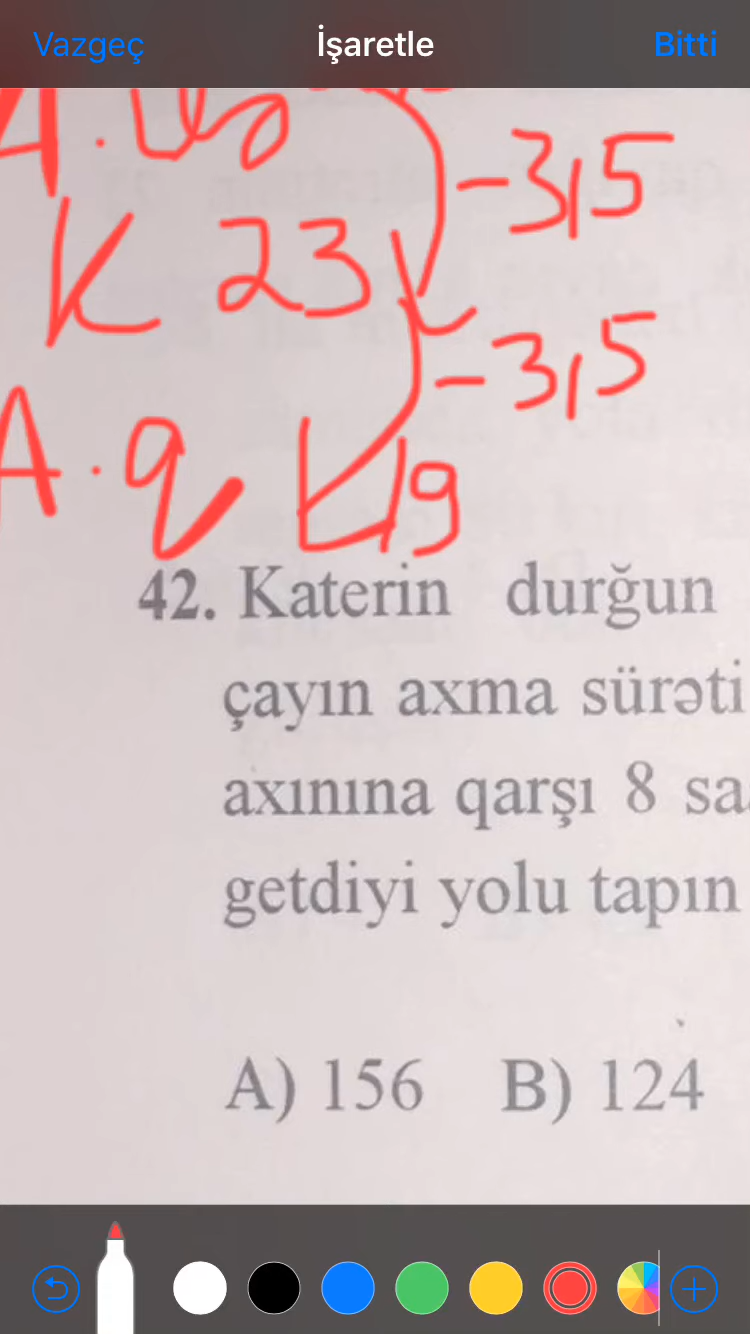 Vazgeç İşaretle Bitti
-3,5
K 23
-3,5
A.q 19
42. Katerin durğun
çayın axma sürəti
axınına qarşı 8 sa
getdiyi yolu tapın
A) 156 B) 124